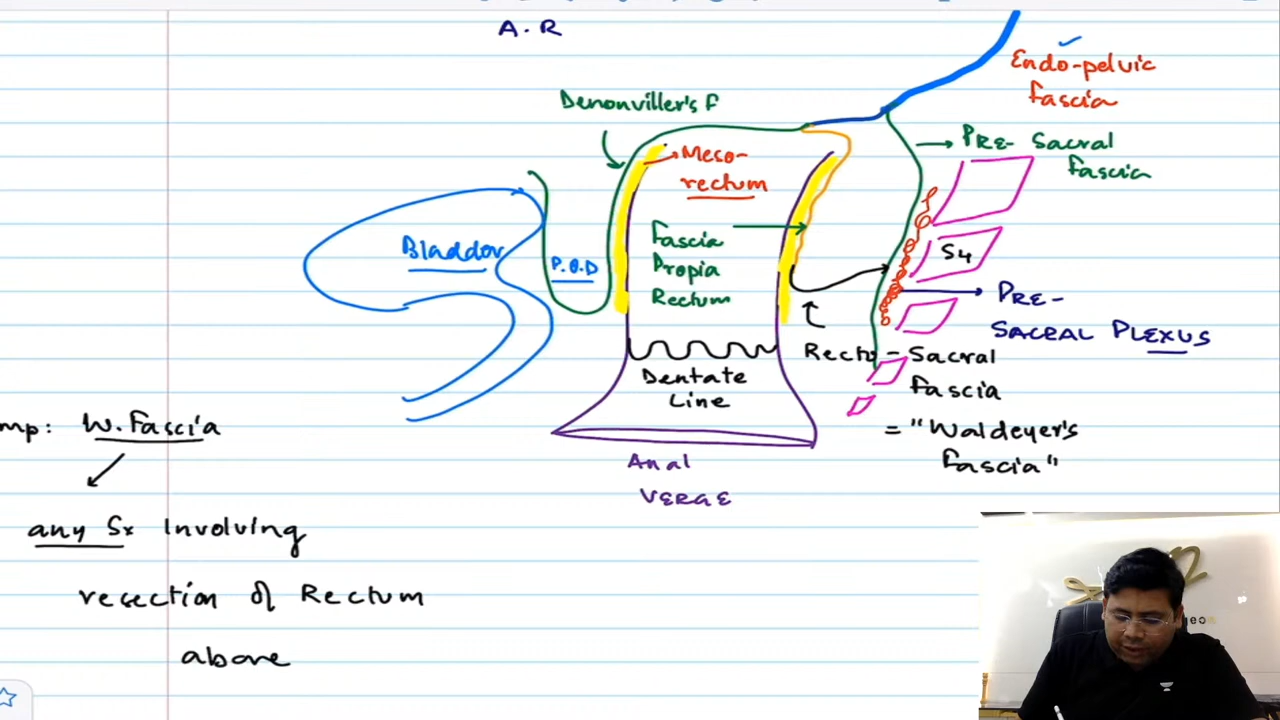 A.R
Endo-pelvic
fascia
Denonviller's f
PRE- Sacral
fascia
Meso-
rectum
Bladder
P.O.D
Fascia
Propia
Rectum
S4
PRE-
SACRAL PLEXUS
Recto-Sacral
fascia
= "Waldeyer's
fascia"
Dentate
Line
Anal
VERGE
mp: W. Fascia
any Sx Involving
resection of Rectum
above